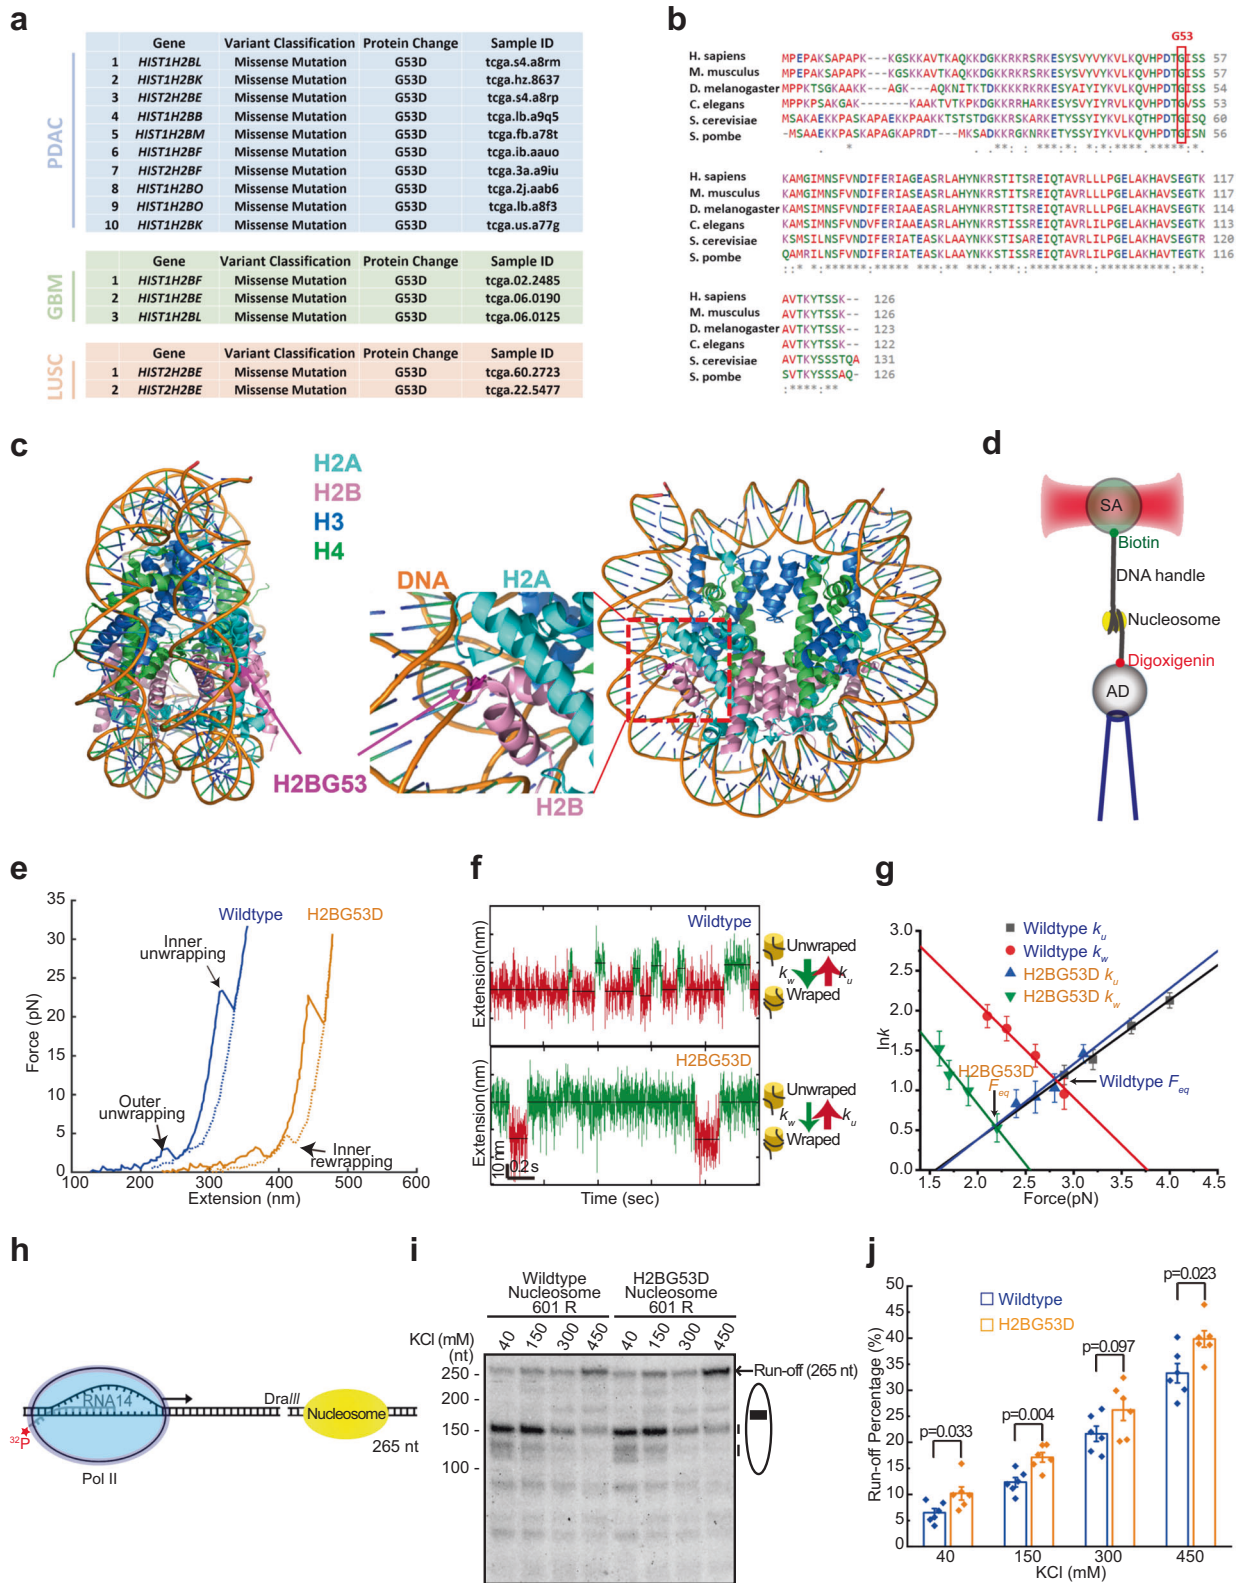 a
PDAC
Gene Variant Classification Protein Change Sample ID
1 HIST1H2BL Missense Mutation G53D tcga.s4.a8rm
2 HIST1H2BK Missense Mutation G53D tcga.hz.8637
3 HIST2H2BE Missense Mutation G53D tcga.s4.a8rp
4 HIST1H2BB Missense Mutation G53D tcga.lb.a9q5
5 HIST1H2BM Missense Mutation G53D tcga.fb.a78t
6 HIST1H2BF Missense Mutation G53D tcga.ib.aauo
7 HIST2H2BF Missense Mutation G53D tcga.3a.a9iu
8 HIST1H2BO Missense Mutation G53D tcga.2j.aab6
9 HIST1H2BO Missense Mutation G53D tcga.lb.a8f3
10 HIST1H2BK Missense Mutation G53D tcga.us.a77g
GBM
Gene Variant Classification Protein Change Sample ID
1 HIST1H2BF Missense Mutation G53D tcga.02.2485
2 HIST1H2BE Missense Mutation G53D tcga.06.0190
3 HIST1H2BL Missense Mutation G53D tcga.06.0125
LUSC
Gene Variant Classification Protein Change Sample ID
1 HIST2H2BE Missense Mutation G53D tcga.60.2723
2 HIST2H2BE Missense Mutation G53D tcga.22.5477
b
G53
H. sapiens MPEPAKSAPAPK---KGSKKAVTKAQKKDGKKRKRSRKESYSVYVYKVLKQVHPDTGISS 57
M. musculus MPEPAKSAPAPK---KGSKKAVTKAQKKDGKKRKRSRKESYSVYVYKVLKQVHPDTGISS 57
D. melanogaster MPPKTSGKAAKK---AGK---AQKNITKTDKKKKRKRKESYAIYIYKVLKQVHPDTGISS 54
C. elegans MPPKPSAKGAK-------KAAKTVTKPKDGKKRRHARKESYSVYIYRVLKQVHPDTGVSS 53
S. cerevisiae MSAKAEKKPASKAPAEKKPAAKKTSTSTDGKKRSKARKETYSSYIYKVLKQTHPDTGISQ 60
S. pombe -MSAAEKKPASKAPAGKAPRDT---MKSADKKRGKNRKETYSSYIYKVLKQVHPDTGISN 56
H. sapiens KAMGIMNSFVNDIFERIAGEASRLAHYNKRSTITSREIQTAVRLLLPGELAKHAVSEGTK 117
M. musculus KAMGIMNSFVNDIFERIAGEASRLAHYNKRSTITSREIQTAVRLLLPGELAKHAVSEGTK 117
D. melanogaster KAMSIMNSFVNDIFERIAAEASRLAHYNKRSTITSREIQTAVRLLLPGELAKHAVSEGTK 114
C. elegans KAMSIMNSFVNDVFERIAAEASRLAHYNKRSTISSREIQTAVRLILPGELAKHAVSEGTK 113
S. cerevisiae KSMSILNSFVNDIFERIATEASKLAAYNKKSTISAREIQTAVRLILPGELAKHAVSEGTR 120
S. pombe QAMRILNSFVNDIFERIATEASKLAAYNKKSTISSREIQTAVRLILPGELAKHAVTEGTK 116
H. sapiens AVTKYTSSK-- 126
M. musculus AVTKYTSSK-- 126
D. melanogaster AVTKYTSSK-- 123
C. elegans AVTKYTSSK-- 122
S. cerevisiae AVTKYSSSTQA 131
S. pombe SVTKYSSSAQ- 126
c
H2A
H2B
H3
H4
DNA
H2A
H2BG53
H2B
d
SA
Biotin
DNA handle
Nucleosome
Digoxigenin
AD
e
Force (pN)
35
30
25
20
15
10
5
0
Wildtype
H2BG53D
Inner
unwrapping
Outer
unwrapping
Inner
rewrapping
100 200 300 400 500 600
Extension (nm)
f
Extension(nm)
Wildtype
Unwraped
kw ku
Wraped
Extension(nm)
H2BG53D
Unwraped
kw ku
Wraped
10 nm
0.2 s
Time (sec)
g
lnk
3.0
2.5
2.0
1.5
1.0
0.5
0.0
Wildtype ku
Wildtype kw
H2BG53D ku
H2BG53D kw
H2BG53D
Feq
Wildtype Feq
1.5 2.0 2.5 3.0 3.5 4.0 4.5
Force(pN)
h
RNA14
32P
Pol II
DraIII
Nucleosome
265 nt
i
Wildtype
Nucleosome
601 R
H2BG53D
Nucleosome
601 R
KCl (mM)
40 150 300 450 40 150 300 450
(nt)
250
200
150
100
Run-off (265 nt)
j
Run-off Percentage (%)
50
45
40
35
30
25
20
15
10
5
0
Wildtype
H2BG53D
p=0.033
p=0.004
p=0.097
p=0.023
40 150 300 450
KCl (mM)